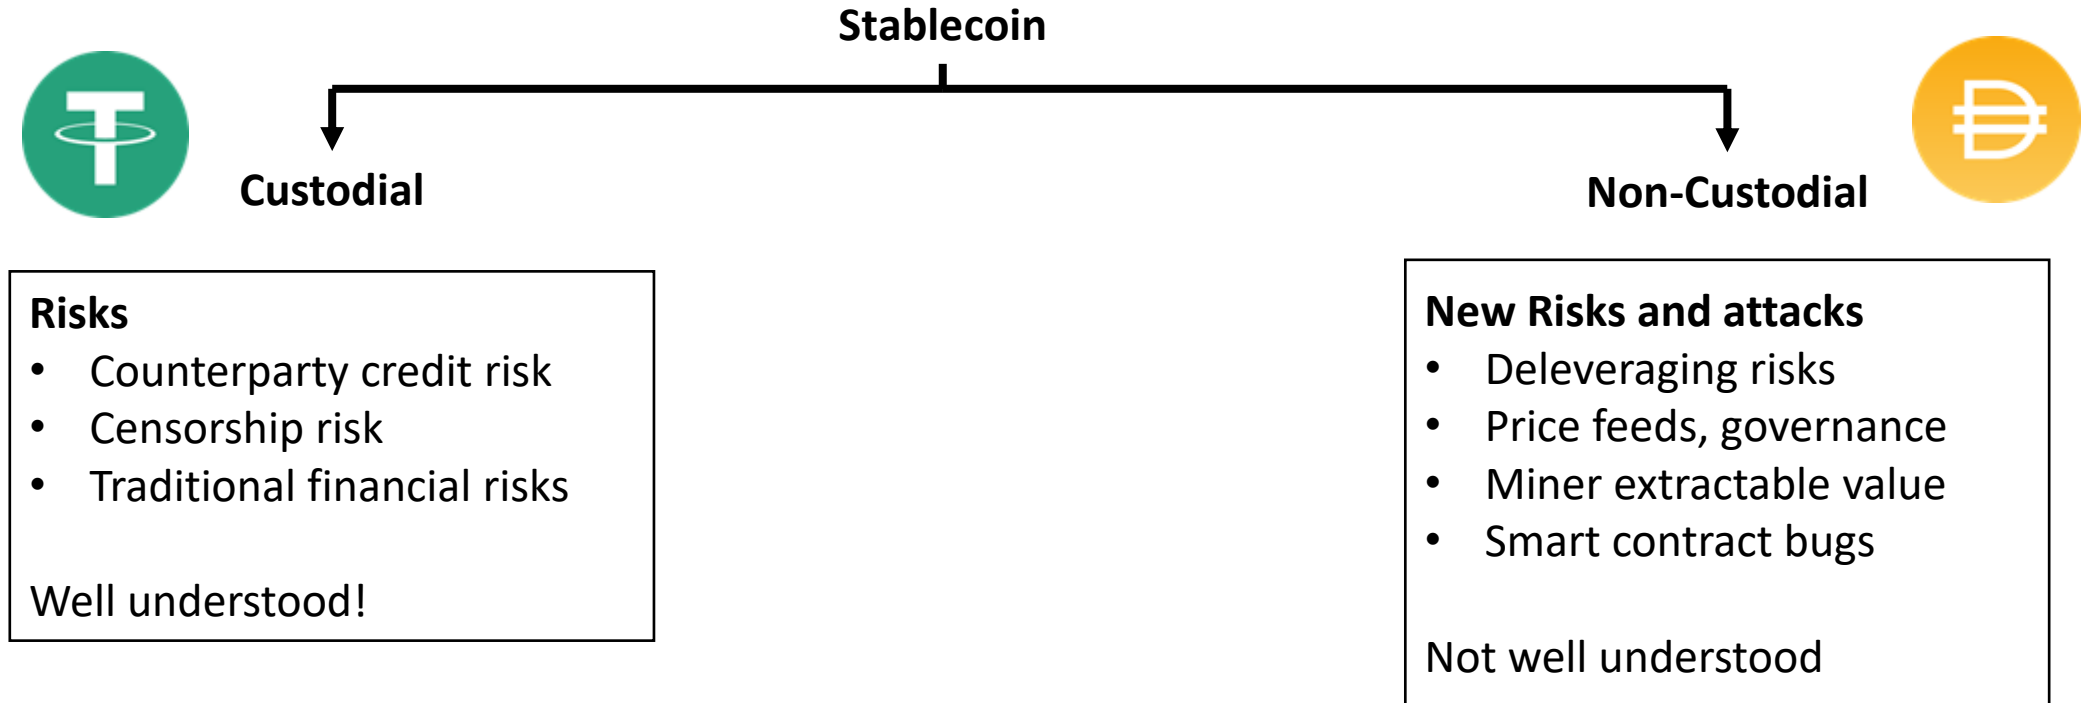 Stablecoin
Custodial
Non-Custodial
Risks
• Counterparty credit risk
• Censorship risk
• Traditional financial risks
Well understood!
New Risks and attacks
• Deleveraging risks
• Price feeds, governance
• Miner extractable value
• Smart contract bugs
Not well understood